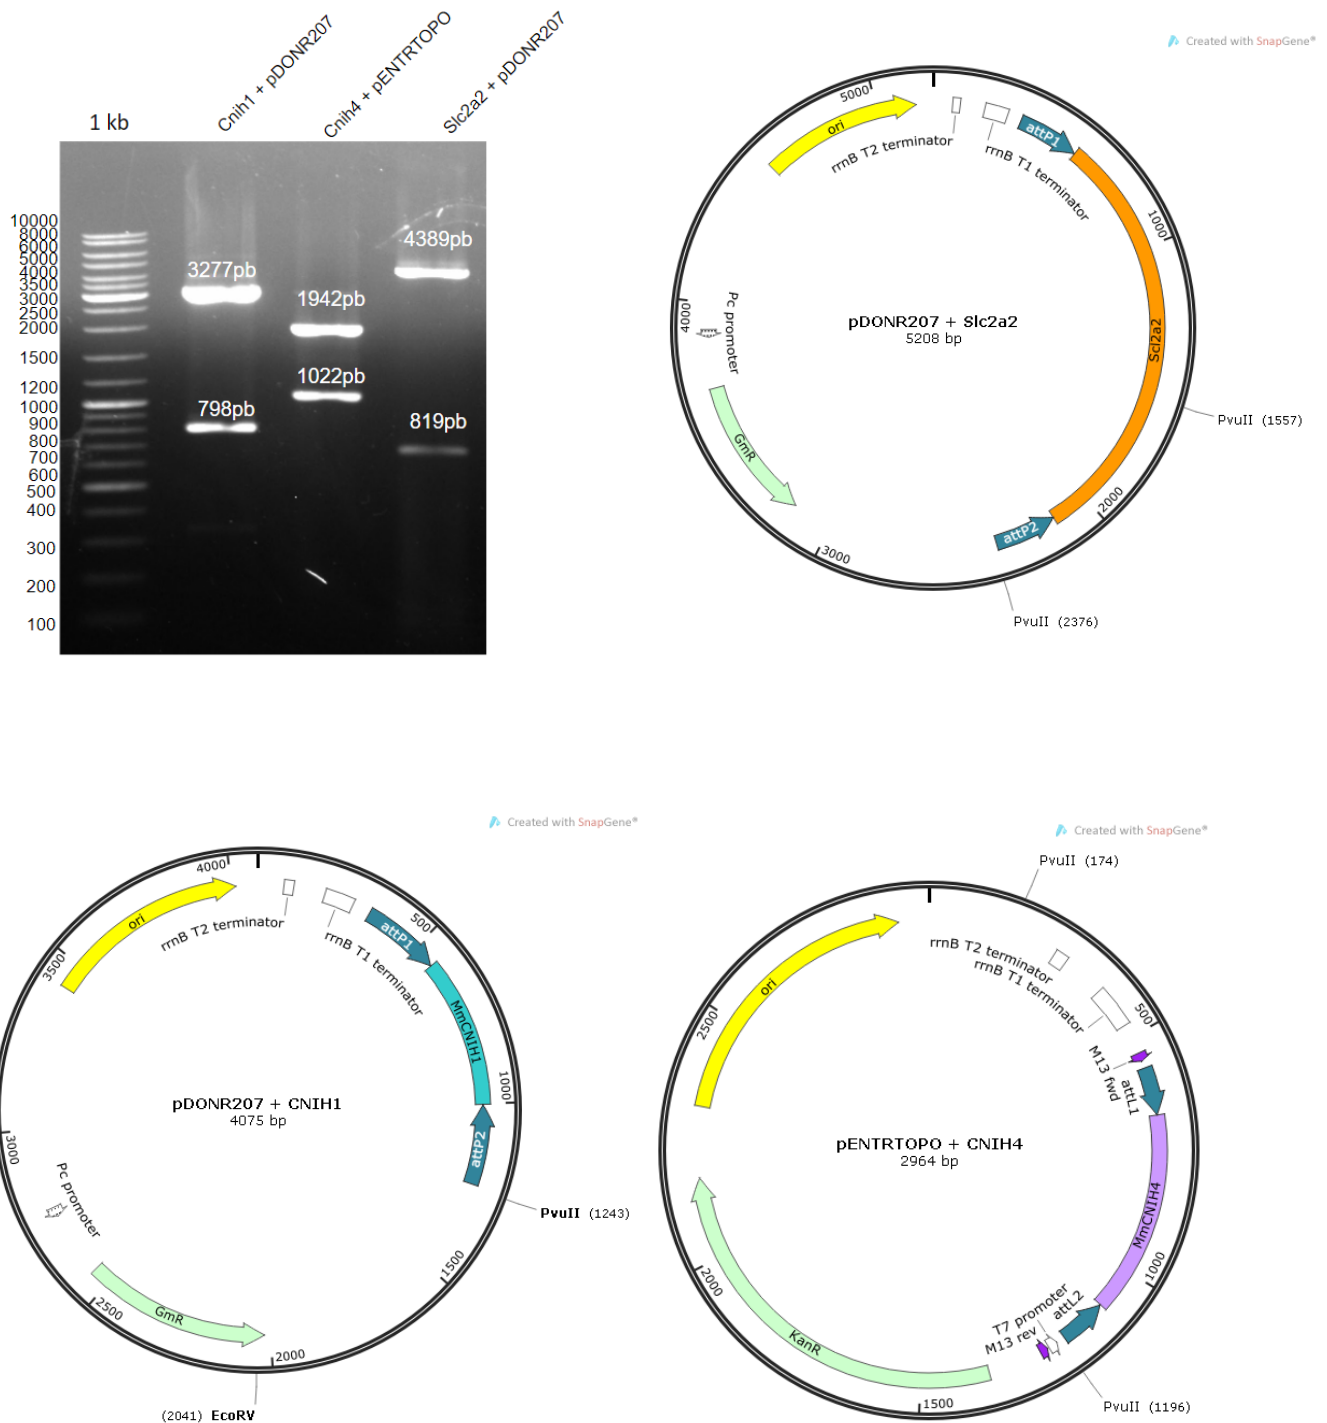 Cnih1 + pDONR207
Cnih4 + pENTRTOPO
Slc2a2 + pDONR207
1 kb
10000
8000
6000
5000
4000
3500
3000
2500
2000
1500
1200
1000
900
800
700
600
500
400
300
200
100
3277pb
798pb
1942pb
1022pb
4389pb
819pb
Created with SnapGene®
5000
ori
rrnB T2 terminator
rrnB T1 terminator
attP1
1000
Scl2a2
pDONR207 + Slc2a2
5208 bp
4000
Pc promoter
GmR
PvuII (1557)
2000
attP2
3000
PvuII (2376)
Created with SnapGene®
4000
ori
rrnB T2 terminator
rrnB T1 terminator
attP1
500
3500
MmCNIH1
1000
pDONR207 + CNIH1
4075 bp
attP2
3000
Pc promoter
PvuII (1243)
1500
2500
GmR
2000
(2041) EcoRV
Created with SnapGene®
PvuII (174)
ori
rrnB T2 terminator
rrnB T1 terminator
500
2500
M13 fwd
attL1
pENTRTOPO + CNIH4
2964 bp
MmCNIH4
1000
2000
T7 promoter
attL2
M13 rev
KanR
1500
PvuII (1196)